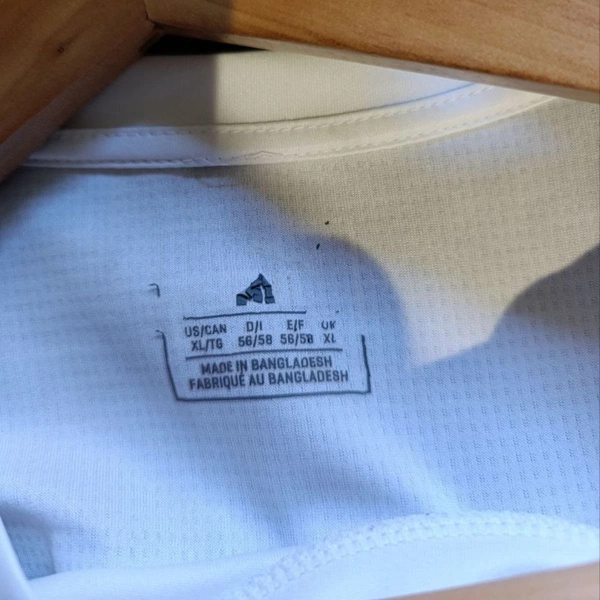 US/CAN D/I E/F UK
XL/TG 56/58 56/58 XL
MADE IN BANGLADESH
FABRIQUÉ AU BANGLADESH